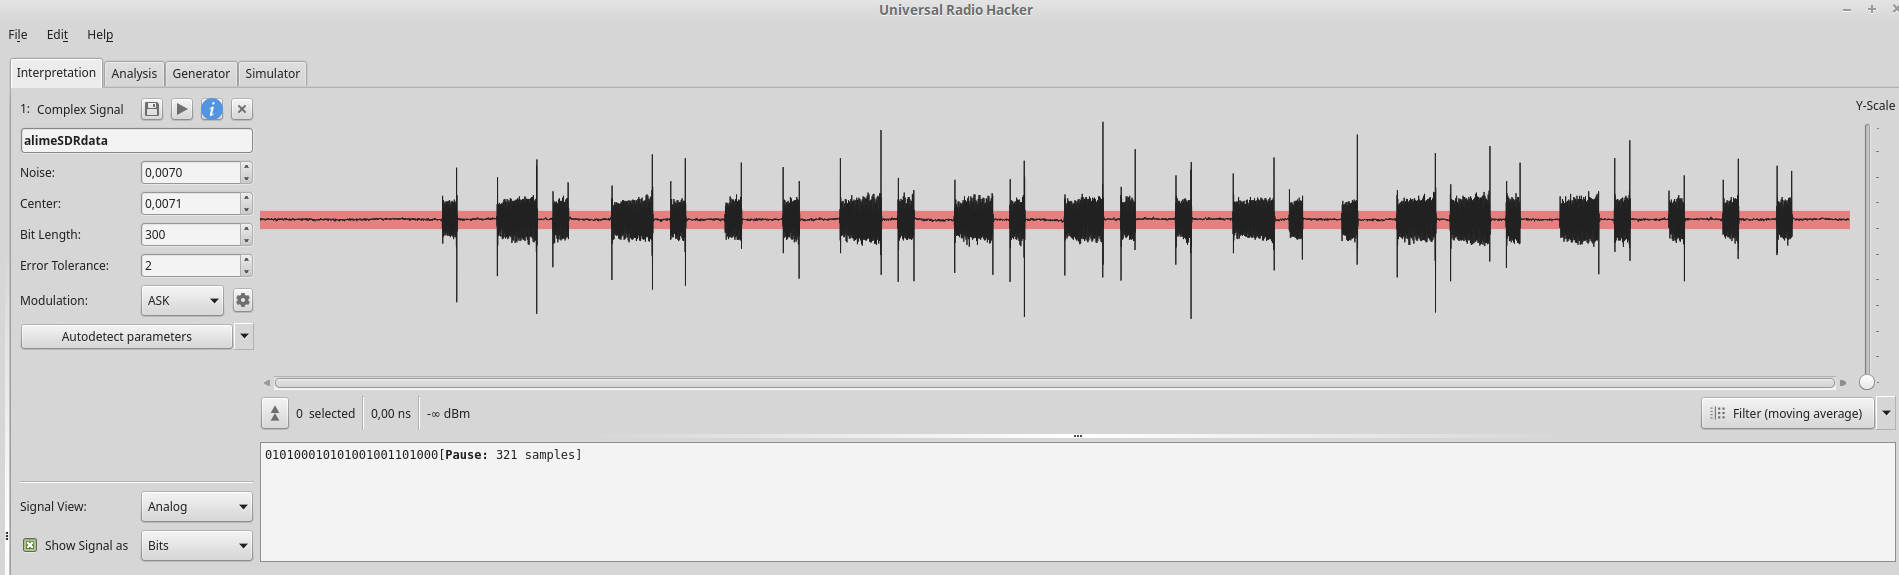 Universal Radio Hacker
File Edit Help
Interpretation Analysis Generator Simulator
1: Complex Signal
Y-Scale
alimeSDRdata
Noise: 0,0070
Center: 0,0071
Bit Length: 300
Error Tolerance: 2
Modulation: ASK
Autodetect parameters
0 selected 0,00 ns -∞ dBm
Filter (moving average)
010100010101001001101000[Pause: 321 samples]
Signal View: Analog
Show Signal as Bits